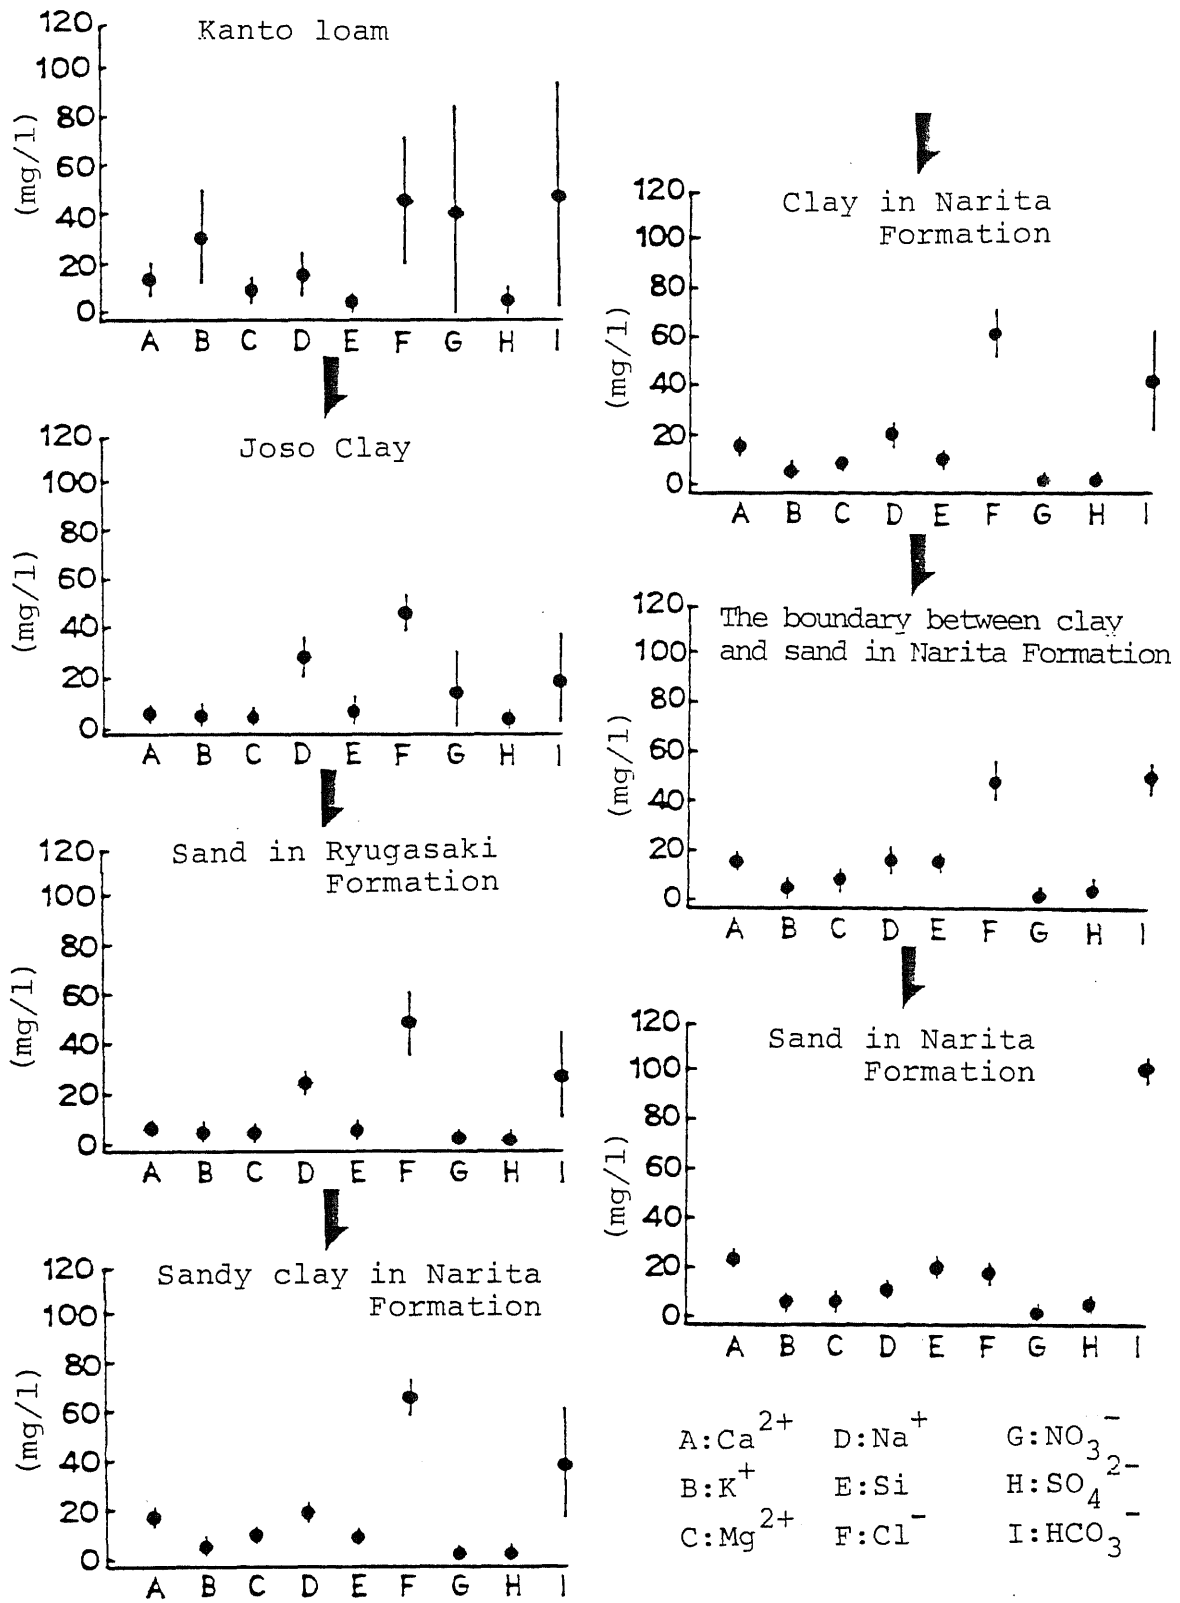 Kanto loam
120
100
80
60
40
20
0
(mg/l)
A B C D E F G H I
Joso Clay
120
100
80
60
40
20
0
(mg/l)
A B C D E F G H I
Sand in Ryugasaki
Formation
120
100
80
60
40
20
0
(mg/l)
A B C D E F G H I
Sandy clay in Narita
Formation
120
100
80
60
40
20
0
(mg/l)
A B C D E F G H I
Clay in Narita
Formation
120
100
80
60
40
20
0
(mg/l)
A B C D E F G H I
The boundary between clay
and sand in Narita Formation
120
100
80
60
40
20
0
(mg/l)
A B C D E F G H I
Sand in Narita
Formation
120
100
80
60
40
20
0
(mg/l)
A B C D E F G H I
A:Ca²⁺ D:Na⁺ G:NO₃⁻
B:K⁺ E:Si H:SO₄²⁻
C:Mg²⁺ F:Cl⁻ I:HCO₃⁻